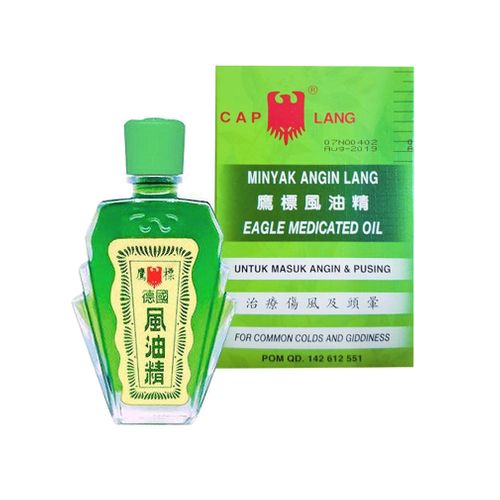 CAP LANG
®
07N00402
Aug-2019
MINYAK ANGIN LANG
鷹標風油精
EAGLE MEDICATED OIL
UNTUK MASUK ANGIN & PUSING
治療傷風及頭暈
FOR COMMON COLDS AND GIDDINESS
POM QD. 142 612 551
鷹標
德國
風油精